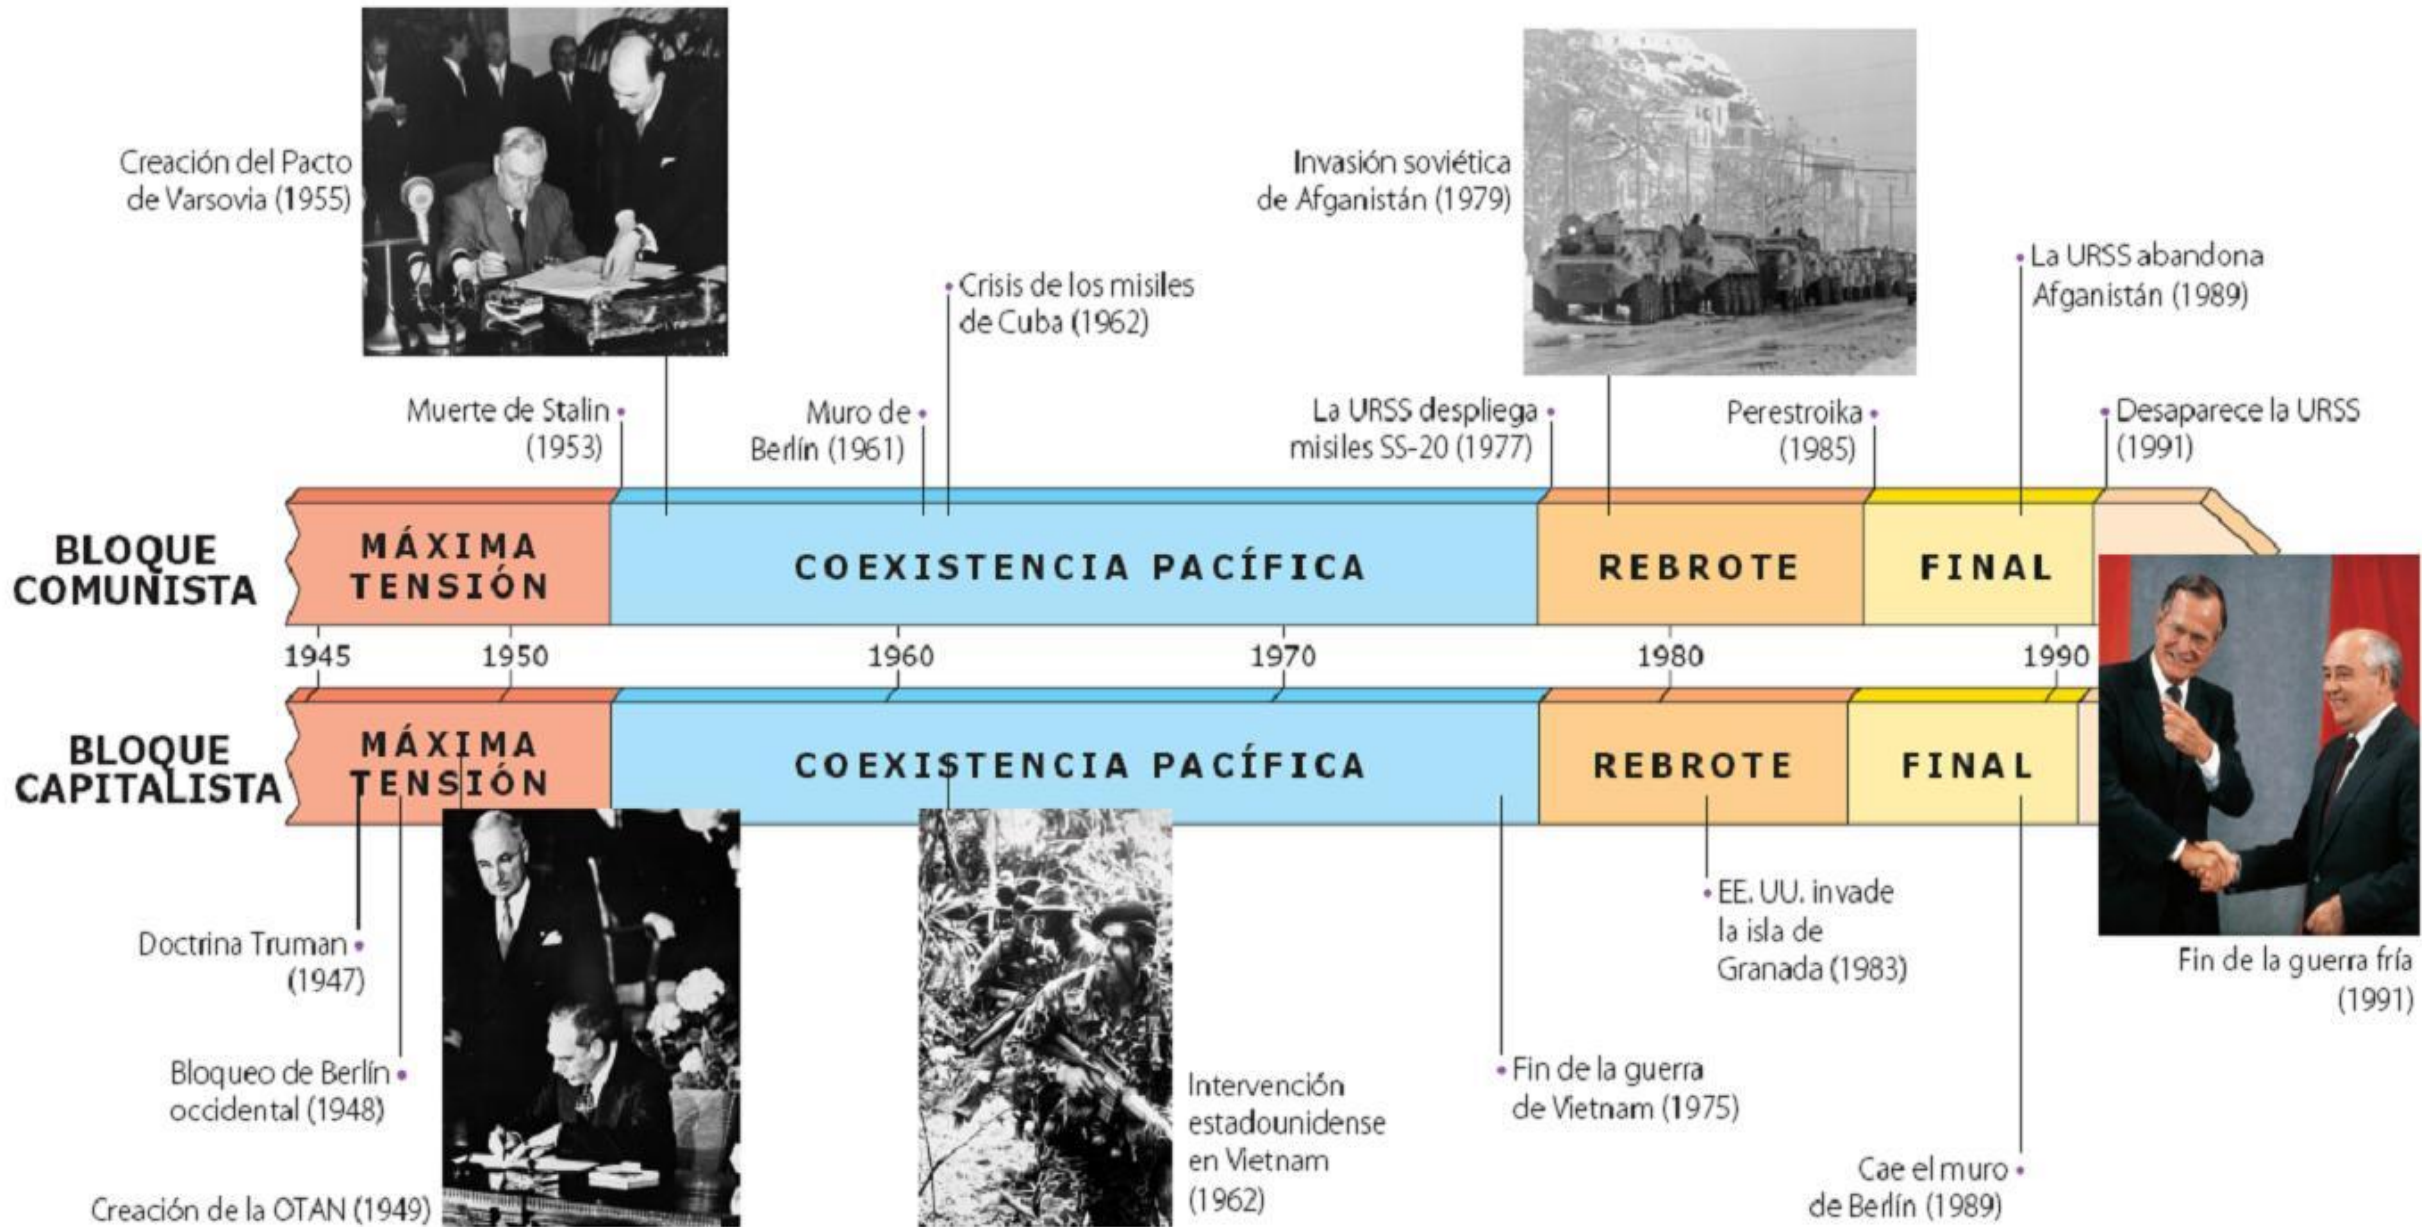 Creación del Pacto
de Varsovia (1955)
Invasión soviética
de Afganistán (1979)
La URSS abandona
Afganistán (1989)
Crisis de los misiles
de Cuba (1962)
Muerte de Stalin
(1953)
Muro de
Berlín (1961)
La URSS despliega
misiles SS-20 (1977)
Perestroika
(1985)
Desaparece la URSS
(1991)
BLOQUE
COMUNISTA
MÁXIMA
TENSIÓN
COEXISTENCIA PACÍFICA
REBROTE
FINAL
1945 1950 1960 1970 1980 1990
BLOQUE
CAPITALISTA
MÁXIMA
TENSIÓN
COEXISTENCIA PACÍFICA
REBROTE
FINAL
Doctrina Truman
(1947)
Bloqueo de Berlín
occidental (1948)
Creación de la OTAN (1949)
Intervención
estadounidense
en Vietnam
(1962)
Fin de la guerra
de Vietnam (1975)
EE. UU. invade
la isla de
Granada (1983)
Cae el muro
de Berlín (1989)
Fin de la guerra fría
(1991)